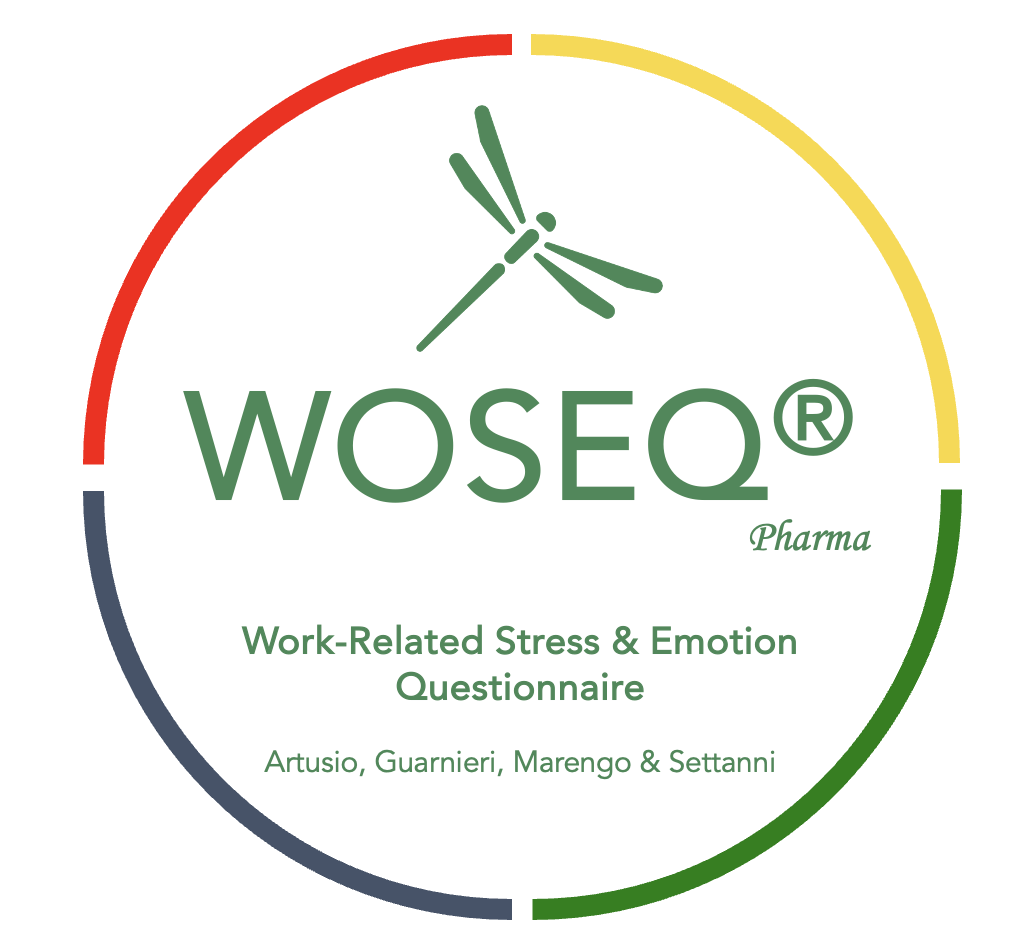 WOSEQ®
Pharma
Work-Related Stress & Emotion
Questionnaire
Artusio, Guarnieri, Marengo & Settanni